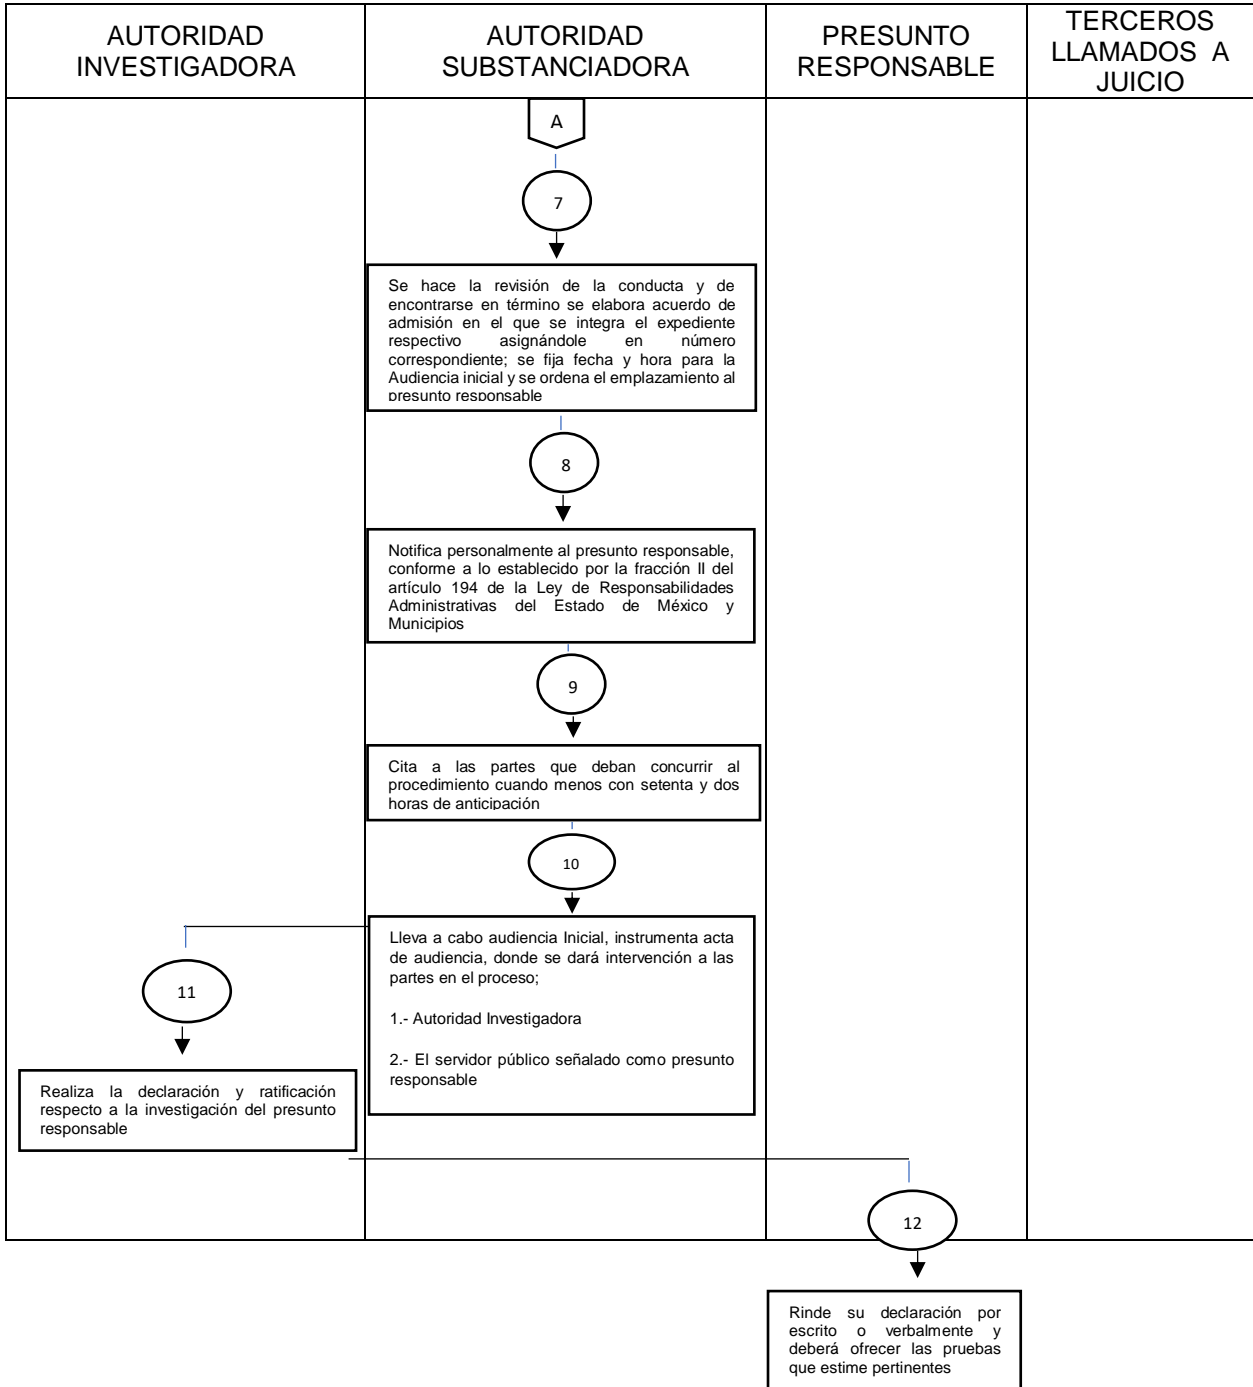 AUTORIDAD
INVESTIGADORA
AUTORIDAD
SUBSTANCIADORA
PRESUNTO
RESPONSABLE
TERCEROS
LLAMADOS A
JUICIO
A
7
Se hace la revisión de la conducta y de
encontrarse en término se elabora acuerdo de
admisión en el que se integra el expediente
respectivo asignándole en número
correspondiente; se fija fecha y hora para la
Audiencia inicial y se ordena el emplazamiento al
presunto responsable
8
Notifica personalmente al presunto responsable,
conforme a lo establecido por la fracción II del
artículo 194 de la Ley de Responsabilidades
Administrativas del Estado de México y
Municipios
9
Cita a las partes que deban concurrir al
procedimiento cuando menos con setenta y dos
horas de anticipación
10
Lleva a cabo audiencia Inicial, instrumenta acta
de audiencia, donde se dará intervención a las
partes en el proceso;
1.- Autoridad Investigadora
2.- El servidor público señalado como presunto
responsable
11
Realiza la declaración y ratificación
respecto a la investigación del presunto
responsable
12
Rinde su declaración por
escrito o verbalmente y
deberá ofrecer las pruebas
que estime pertinentes